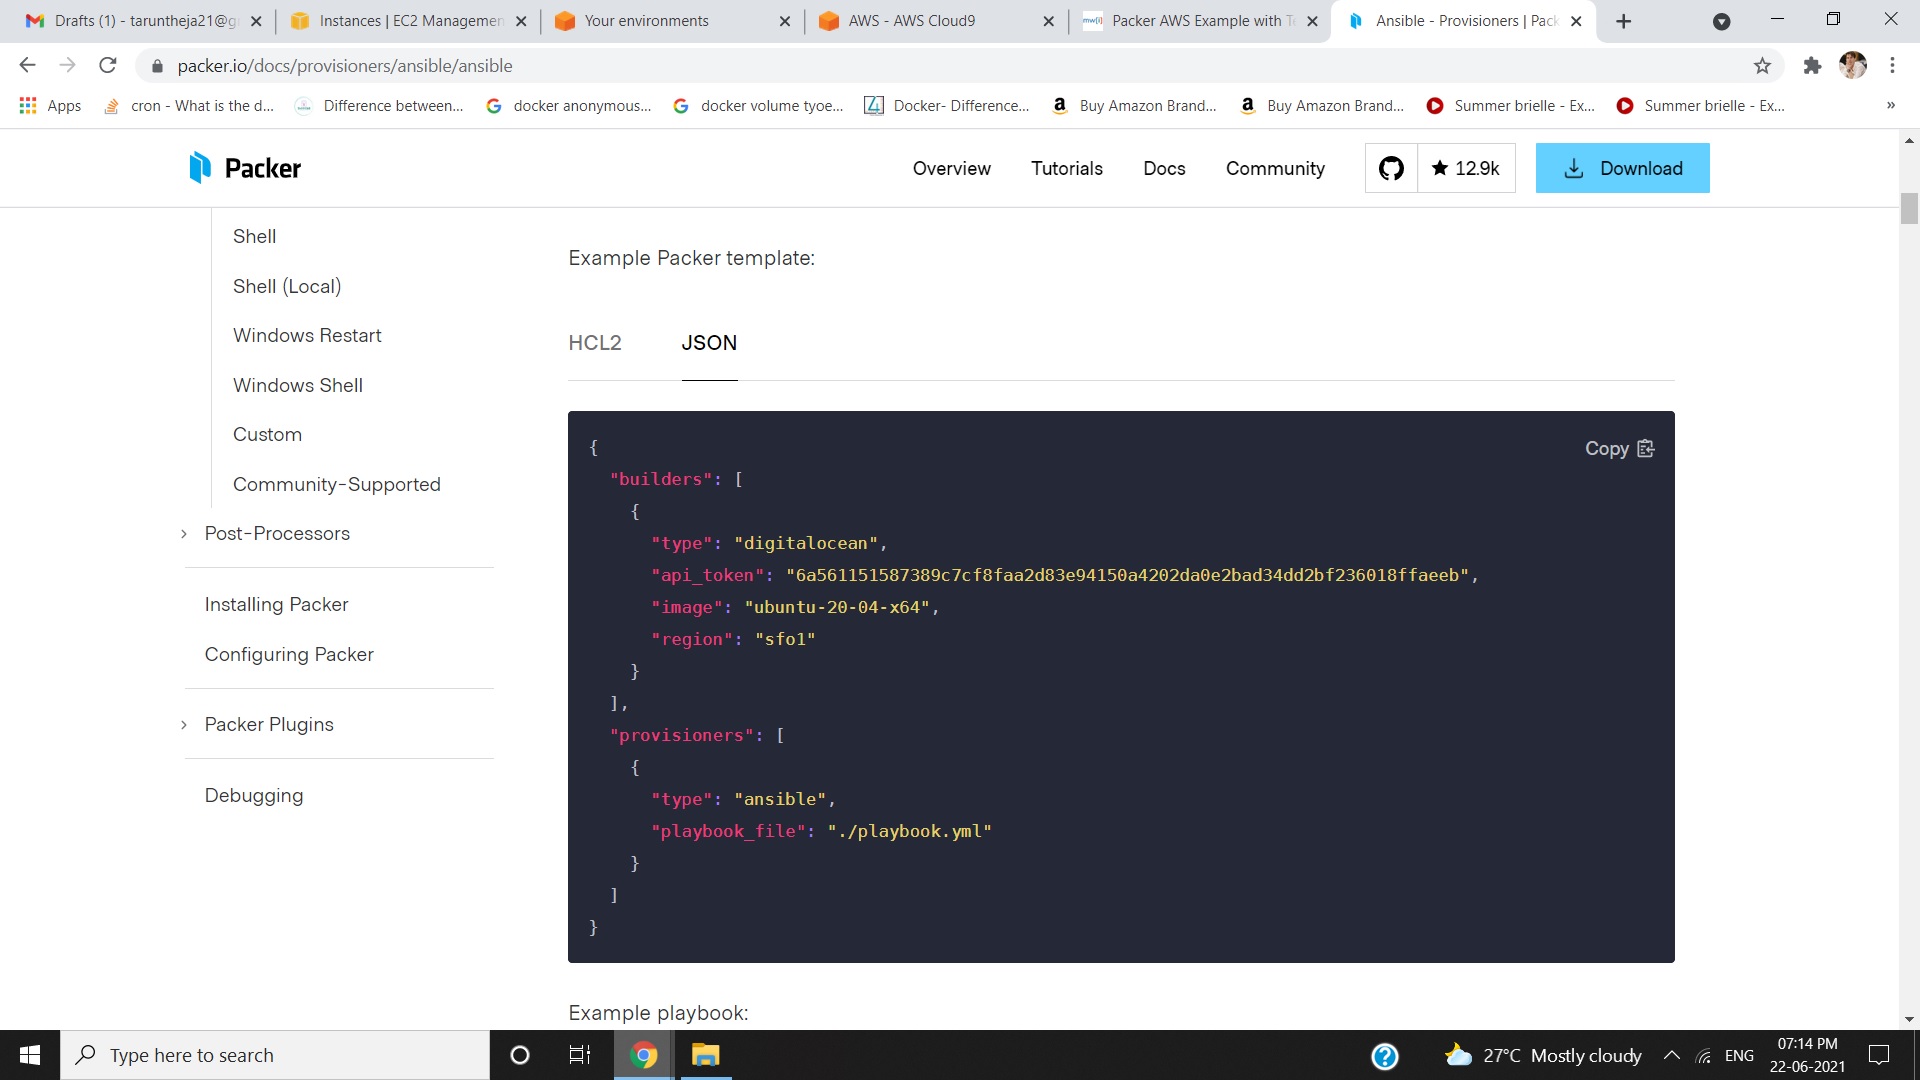 Drafts (1) - taruntheja21@g
Instances | EC2 Managemen
Your environments
AWS - AWS Cloud9
mw[i]
Packer AWS Example with Te
Ansible - Provisioners | Pack
packer.io/docs/provisioners/ansible/ansible
Apps
cron - What is the d...
Difference between...
docker anonymous...
docker volume tyoe...
Docker- Difference...
Buy Amazon Brand...
Buy Amazon Brand...
Summer brielle - Ex...
Summer brielle - Ex...
»
Packer
Overview
Tutorials
Docs
Community
12.9k
Download
Shell
Shell (Local)
Windows Restart
Windows Shell
Custom
Community-Supported
Post-Processors
Installing Packer
Configuring Packer
Packer Plugins
Debugging
Example Packer template:
HCL2
JSON
Copy
{
"builders": [
{
"type": "digitalocean",
"api_token": "6a561151587389c7cf8faa2d83e94150a4202da0e2bad34dd2bf236018ffaeeb",
"image": "ubuntu-20-04-x64",
"region": "sfo1"
}
],
"provisioners": [
{
"type": "ansible",
"playbook_file": "./playbook.yml"
}
]
}
Example playbook:
Type here to search
27°C Mostly cloudy
ENG
07:14 PM
22-06-2021